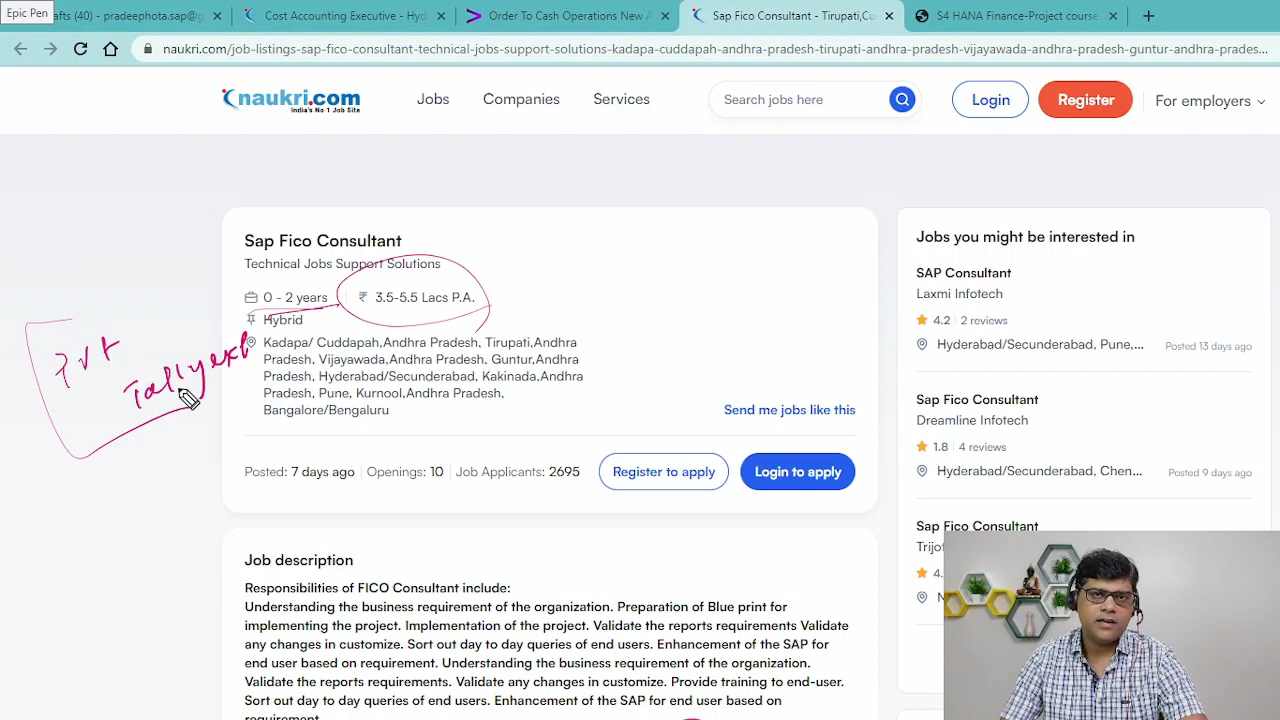 Epic Pen
afts (40) - pradeephota.sap@g
Cost Accounting Executive - Hyd
Order To Cash Operations New A
Sap Fico Consultant - Tirupati,Cu
S4 HANA Finance-Project course
naukri.com/job-listings-sap-fico-consultant-technical-jobs-support-solutions-kadapa-cuddapah-andhra-pradesh-tirupati-andhra-pradesh-vijayawada-andhra-pradesh-guntur-andhra-prades...
naukri.com
India's No 1 Job Site
Jobs
Companies
Services
Search jobs here
Login
Register
For employers
Sap Fico Consultant
Technical Jobs Support Solutions
0 - 2 years
₹ 3.5-5.5 Lacs P.A.
Hybrid
Kadapa/ Cuddapah,Andhra Pradesh, Tirupati,Andhra
Pradesh, Vijayawada,Andhra Pradesh, Guntur,Andhra
Pradesh, Hyderabad/Secunderabad, Kakinada,Andhra
Pradesh, Pune, Kurnool,Andhra Pradesh,
Bangalore/Bengaluru
Send me jobs like this
Posted: 7 days ago
Openings: 10
Job Applicants: 2695
Register to apply
Login to apply
Job description
Responsibilities of FICO Consultant include:
Understanding the business requirement of the organization. Preparation of Blue print for
implementing the project. Implementation of the project. Validate the reports requirements Validate
any changes in customize. Sort out day to day queries of end users. Enhancement of the SAP for
end user based on requirement. Understanding the business requirement of the organization.
Validate the reports requirements. Validate any changes in customize. Provide training to end-user.
Sort out day to day queries of end users. Enhancement of the SAP for end user based on
requirement
Jobs you might be interested in
SAP Consultant
Laxmi Infotech
4.2
2 reviews
Hyderabad/Secunderabad, Pune,...
Posted 13 days ago
Sap Fico Consultant
Dreamline Infotech
1.8
4 reviews
Hyderabad/Secunderabad, Chen...
Posted 9 days ago
Sap Fico Consultant
4.